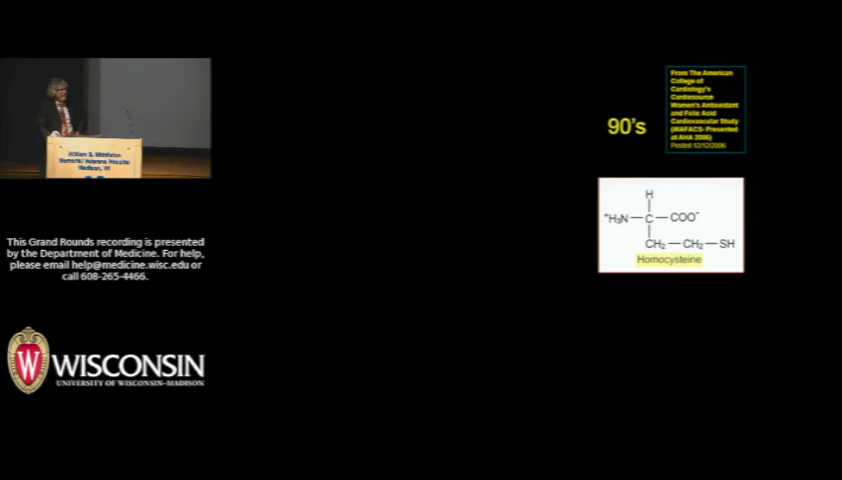 William S. Middleton
Memorial Veterans Hospital
Madison, WI
This Grand Rounds recording is presented
by the Department of Medicine. For help,
please email help@medicine.wisc.edu or
call 608-265-4466.
W
WISCONSIN
UNIVERSITY OF WISCONSIN–MADISON
90's
From The American
College of
Cardiology's
Cardiosource
Women's Antioxidant
and Folic Acid
Cardiovascular Study
(WAFACS- Presented
at AHA 2006)
Posted 12/12/2006
H
⁺H₃N—C—COO⁻
CH₂—CH₂—SH
Homocysteine